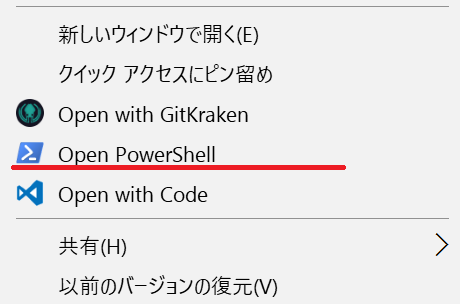 新しいウィンドウで開く(E)
クイック アクセスにピン留め
Open with GitKraken
Open PowerShell
Open with Code
共有(H)
以前のバージョンの復元(V)